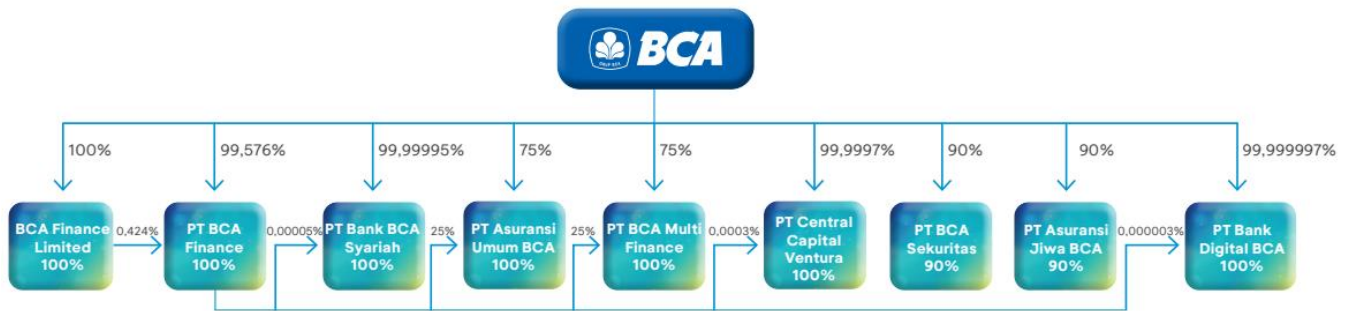 BCA
100%
99,576%
99,99995%
75%
75%
99,9997%
90%
90%
99,999997%
BCA Finance
Limited
100%
0,424%
PT BCA
Finance
100%
0,00005%
PT Bank BCA
Syariah
100%
25%
PT Asuransi
Umum BCA
100%
25%
PT BCA Multi
Finance
100%
0,0003%
PT Central
Capital
Ventura
100%
PT BCA
Sekuritas
90%
PT Asuransi
Jiwa BCA
90%
0,000003%
PT Bank
Digital BCA
100%